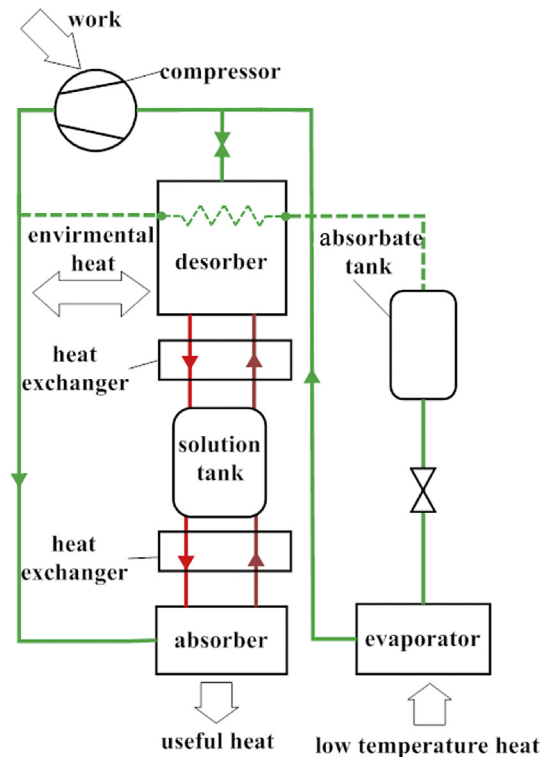 work
compressor
envirmental
heat
desorber
absorbate
tank
heat
exchanger
solution
tank
heat
exchanger
absorber
evaporator
useful heat
low temperature heat